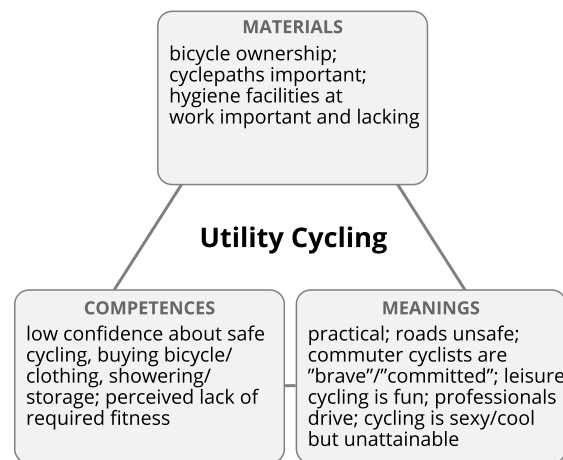 MATERIALS
bicycle ownership;
cyclepaths important;
hygiene facilities at
work important and lacking
Utility Cycling
COMPETENCES
low confidence about safe
cycling, buying bicycle/
clothing, showering/
storage; perceived lack of
required fitness
MEANINGS
practical; roads unsafe;
commuter cyclists are
”brave”/”committed”; leisure
cycling is fun; professionals
drive; cycling is sexy/cool
but unattainable